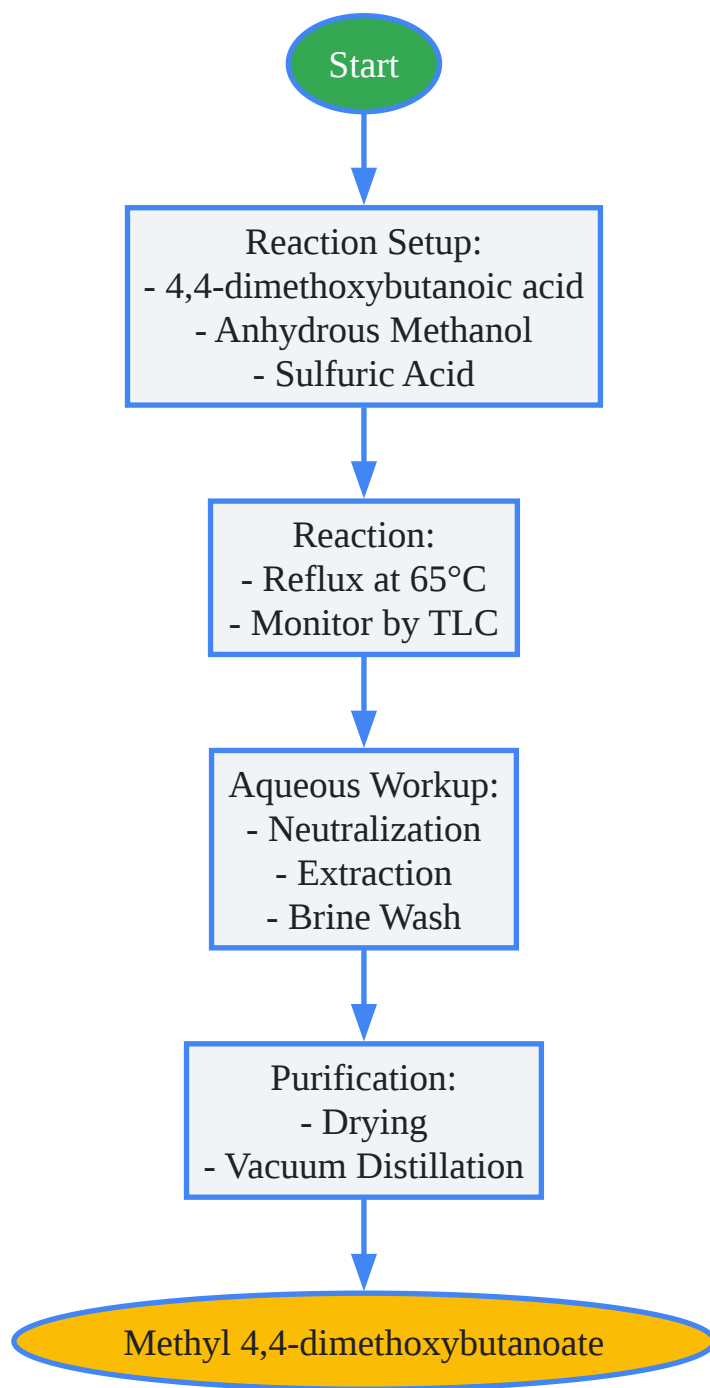 Start
Reaction Setup:
- 4,4-dimethoxybutanoic acid
- Anhydrous Methanol
- Sulfuric Acid
Reaction:
- Reflux at 65°C
- Monitor by TLC
Aqueous Workup:
- Neutralization
- Extraction
- Brine Wash
Purification:
- Drying
- Vacuum Distillation
Methyl 4,4-dimethoxybutanoate